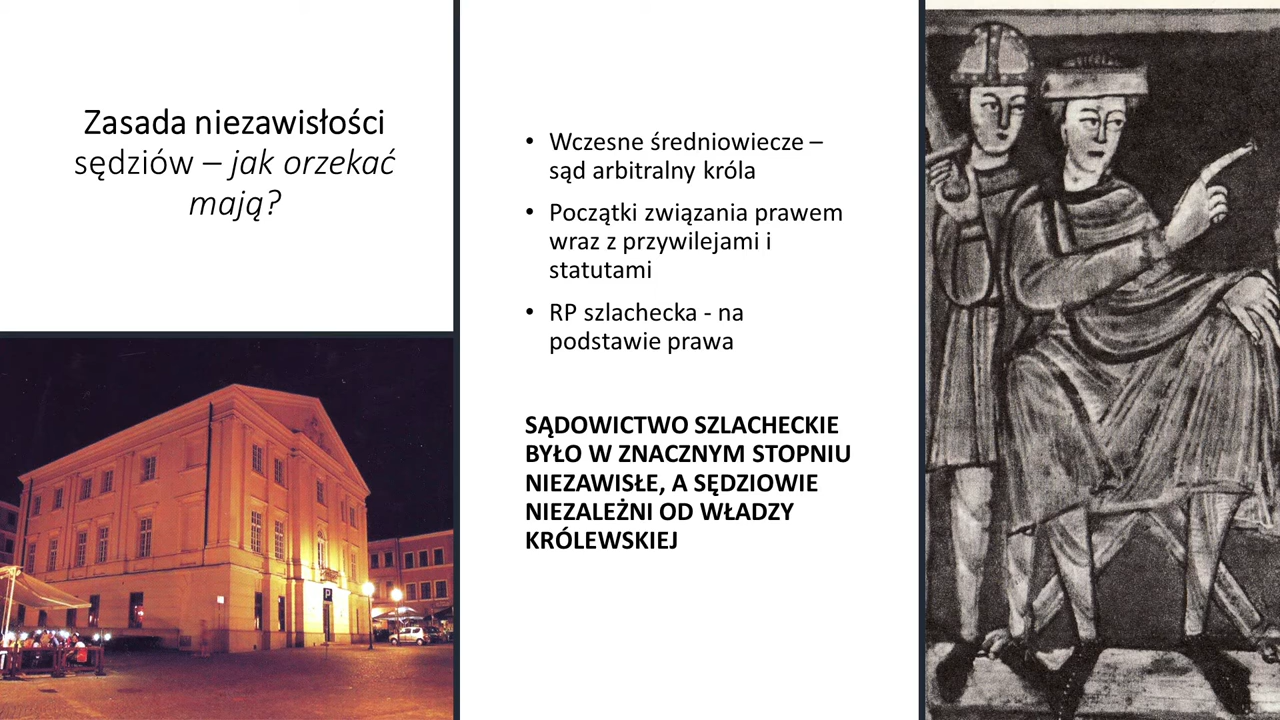 Zasada niezawisłości
sędziów – jak orzekać
mają?
• Wczesne średniowiecze –
sąd arbitralny króla
• Początki związania prawem
wraz z przywilejami i
statutami
• RP szlachecka - na
podstawie prawa
SĄDOWICTWO SZLACHECKIE
BYŁO W ZNACZNYM STOPNIU
NIEZAWISŁE, A SĘDZIOWIE
NIEZALEŻNI OD WŁADZY
KRÓLEWSKIEJ
P